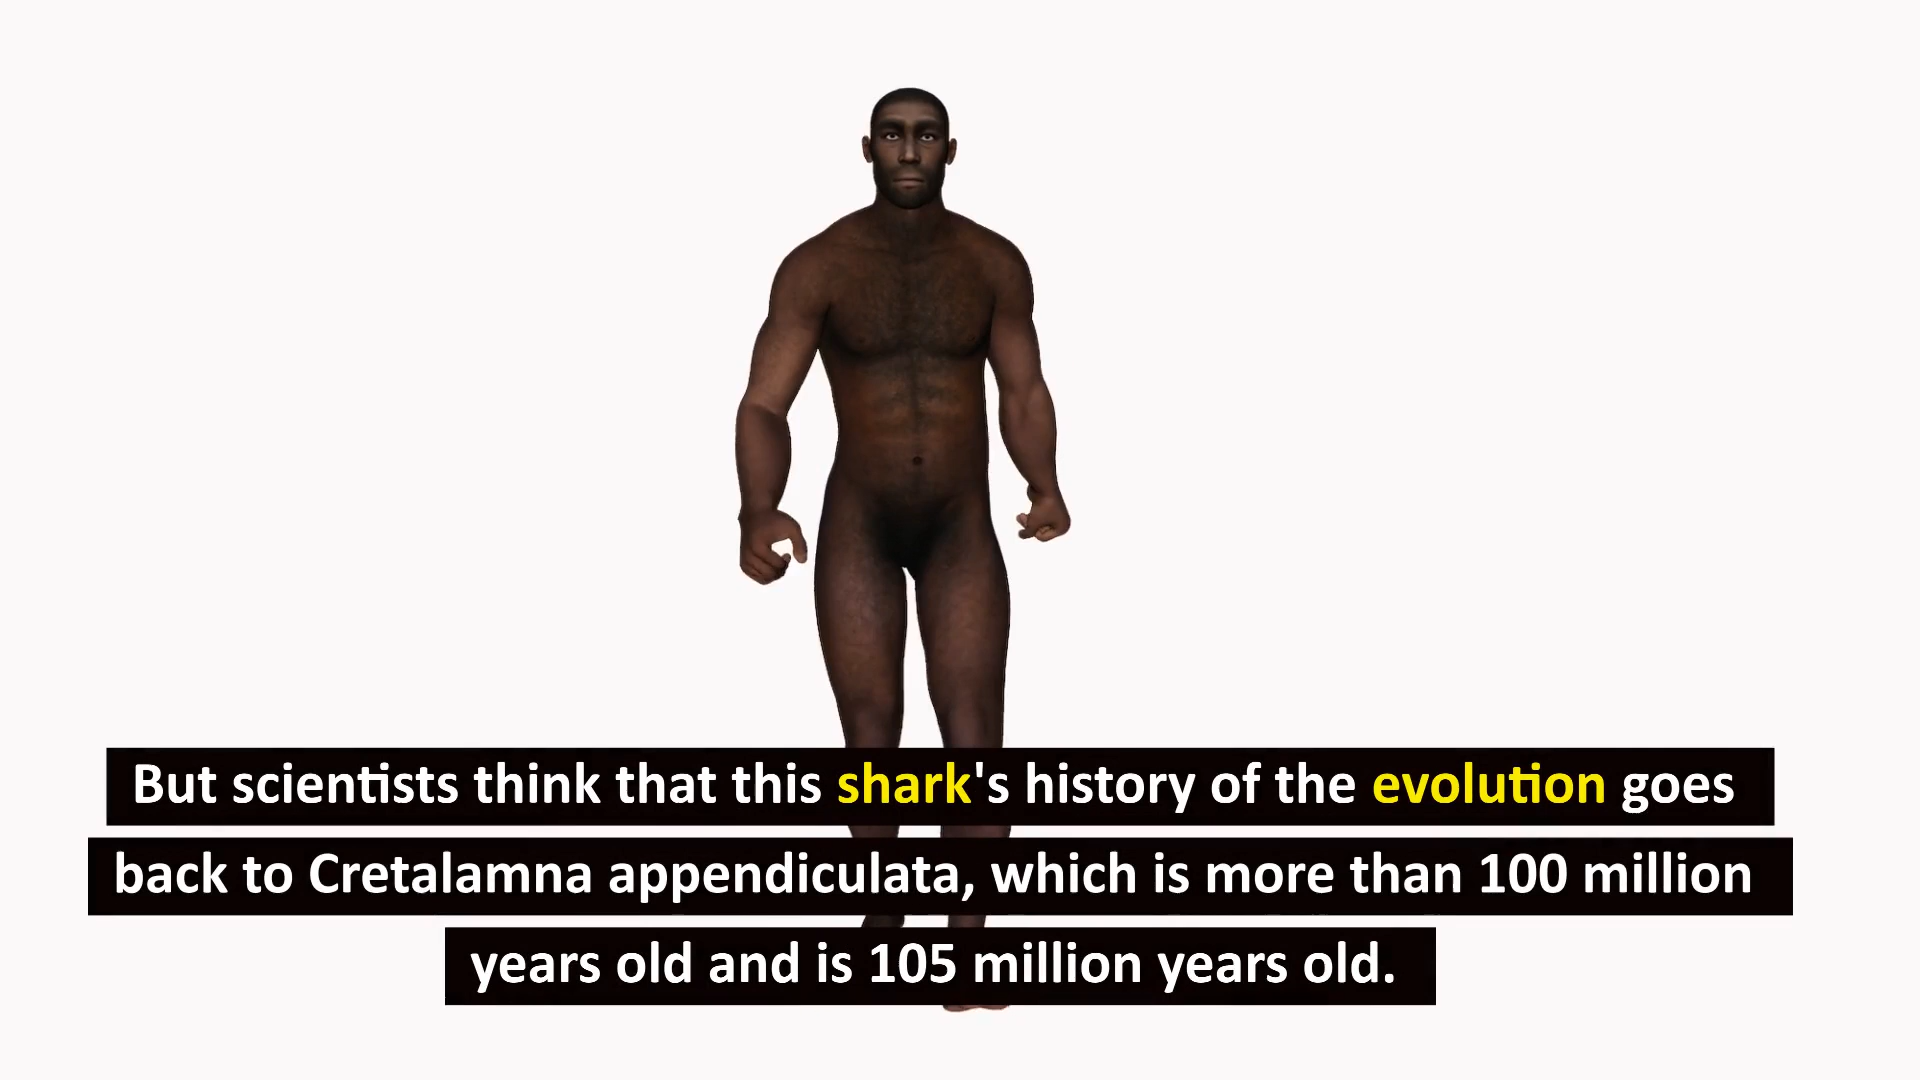 But scientists think that this shark's history of the evolution goes
back to Cretalamna appendiculata, which is more than 100 million
years old and is 105 million years old.